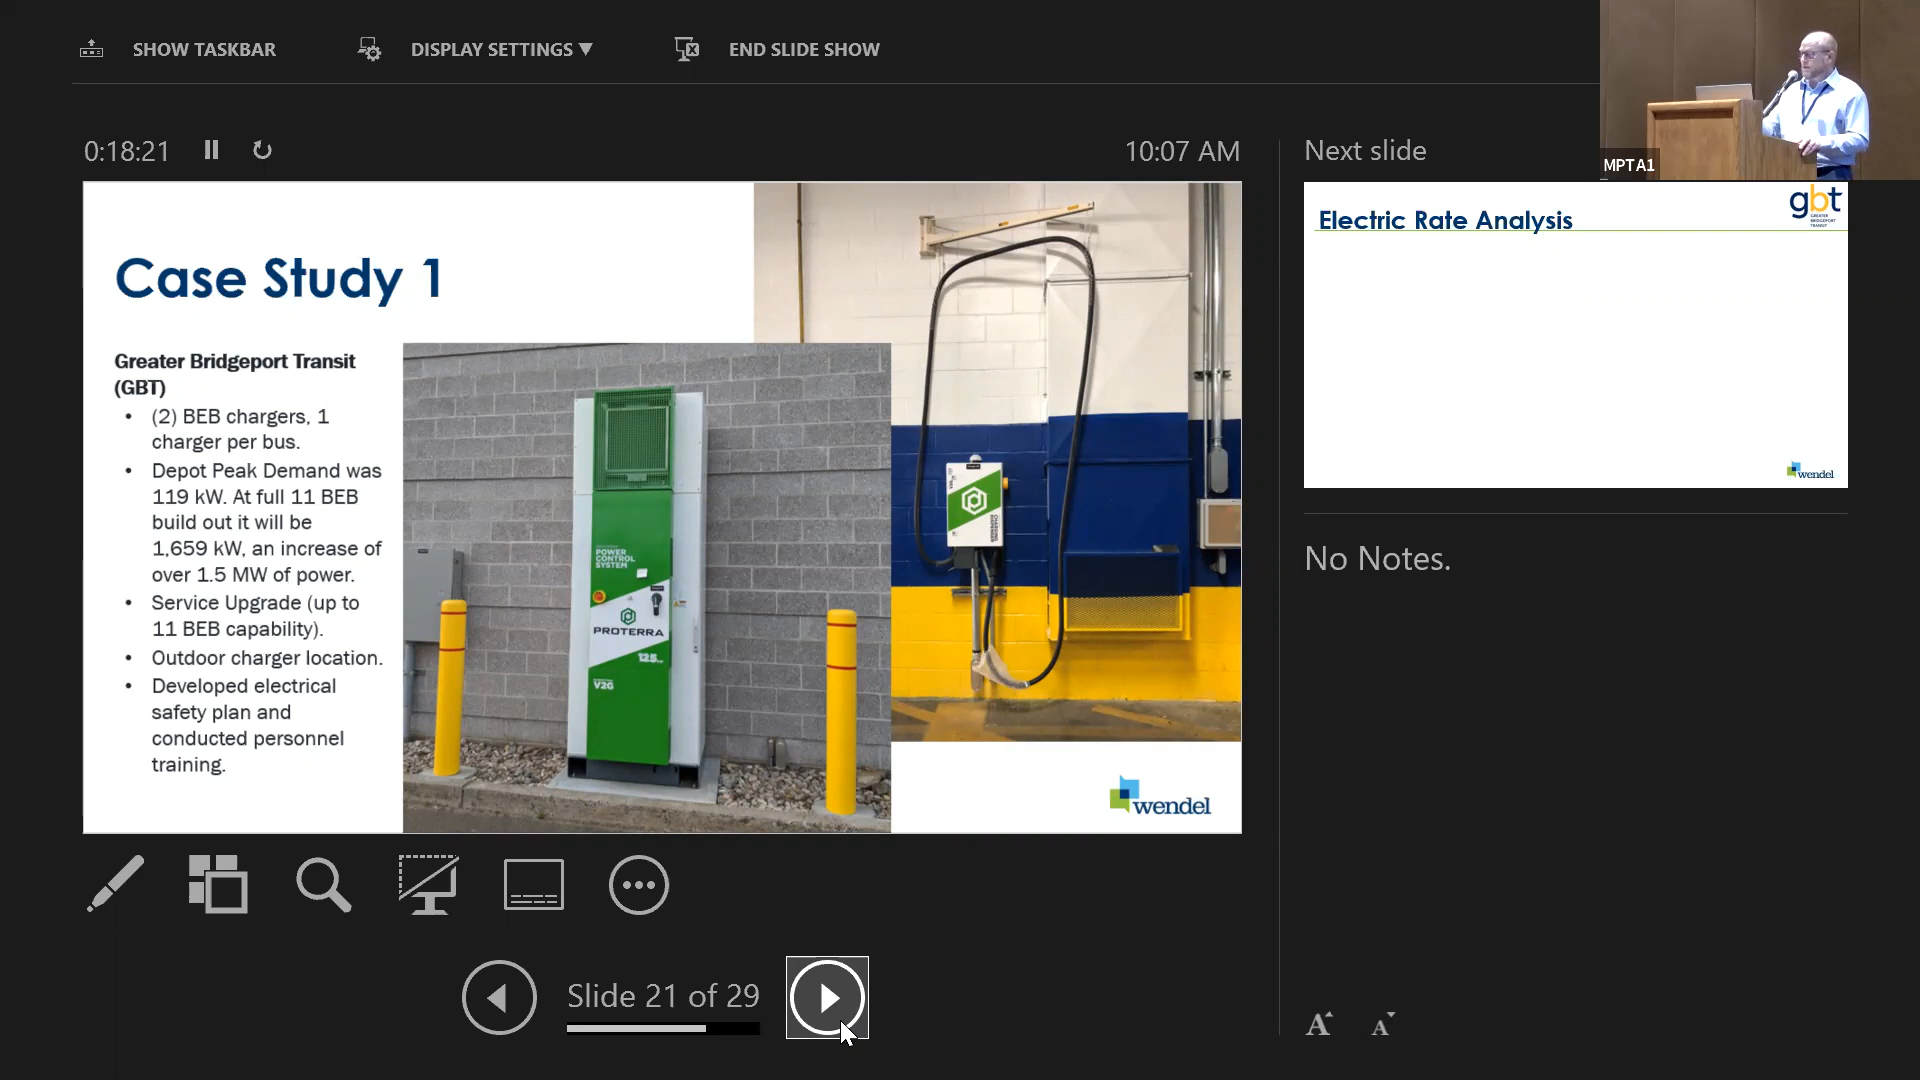 SHOW TASKBAR
DISPLAY SETTINGS ▼
END SLIDE SHOW
0:18:21
10:07 AM
Next slide
MPTA1
Case Study 1
Greater Bridgeport Transit
(GBT)
• (2) BEB chargers, 1
charger per bus.
• Depot Peak Demand was
119 kW. At full 11 BEB
build out it will be
1,659 kW, an increase of
over 1.5 MW of power.
• Service Upgrade (up to
11 BEB capability).
• Outdoor charger location.
• Developed electrical
safety plan and
conducted personnel
training.
POWER
CONTROL
SYSTEM
PROTERRA
125
V2G
wendel
Electric Rate Analysis
gbt
GREATER
BRIDGEPORT
TRANSIT
wendel
No Notes.
Slide 21 of 29
A A